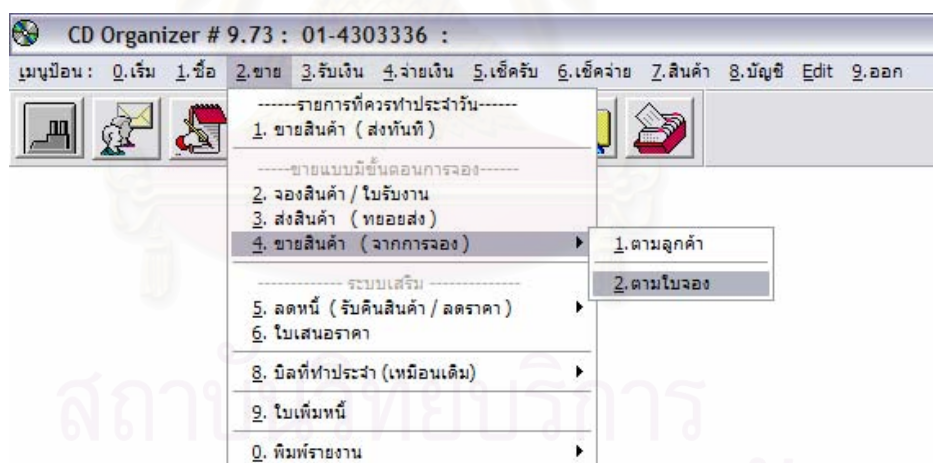 CD Organizer # 9.73 : 01-4303336 :
เมนูป้อน : 0.เริ่ม 1.ซื้อ 2.ขาย 3.รับเงิน 4.จ่ายเงิน 5.เช็ครับ 6.เช็คจ่าย 7.สินค้า 8.บัญชี Edit 9.ออก
------รายการที่ควรทำประจำวัน------
1. ขายสินค้า ( ส่งทันที )
-----ขายแบบมีขั้นตอนการจอง------
2. จองสินค้า / ใบรับงาน
3. ส่งสินค้า ( ทยอยส่ง )
4. ขายสินค้า ( จากการจอง )
1.ตามลูกค้า
2.ตามใบจอง
-------------- ระบบเสริม ---------------
5. ลดหนี้ ( รับคืนสินค้า / ลดราคา )
6. ใบเสนอราคา
8. บิลที่ทำประจำ (เหมือนเดิม)
9. ใบเพิ่มหนี้
0. พิมพ์รายงาน
สถาบันวิทยบริการ